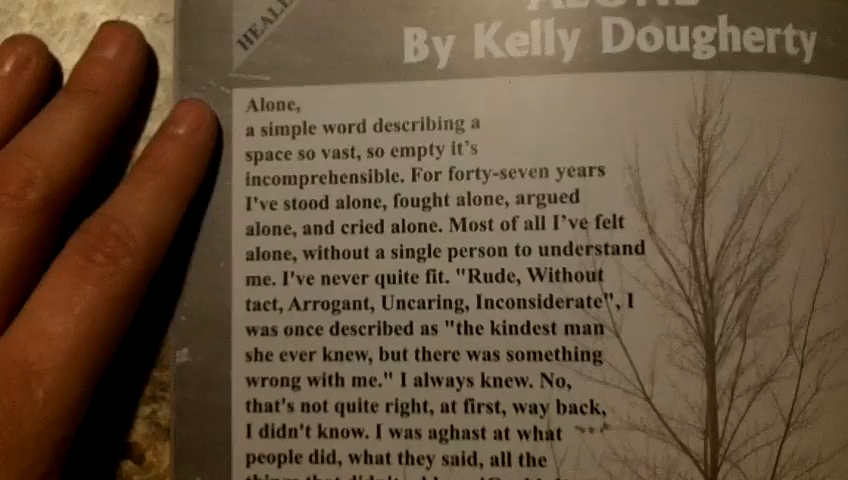 ALONE
By Kelly Dougherty
Alone,
a simple word describing a
space so vast, so empty it's
incomprehensible. For forty-seven years
I've stood alone, fought alone, argued
alone, and cried alone. Most of all I've felt
alone, without a single person to understand
me. I've never quite fit. "Rude, Without
tact, Arrogant, Uncaring, Inconsiderate", I
was once described as "the kindest man
she ever knew, but there was something
wrong with me." I always knew. No,
that's not quite right, at first, way back,
I didn't know. I was aghast at what
people did, what they said, all the